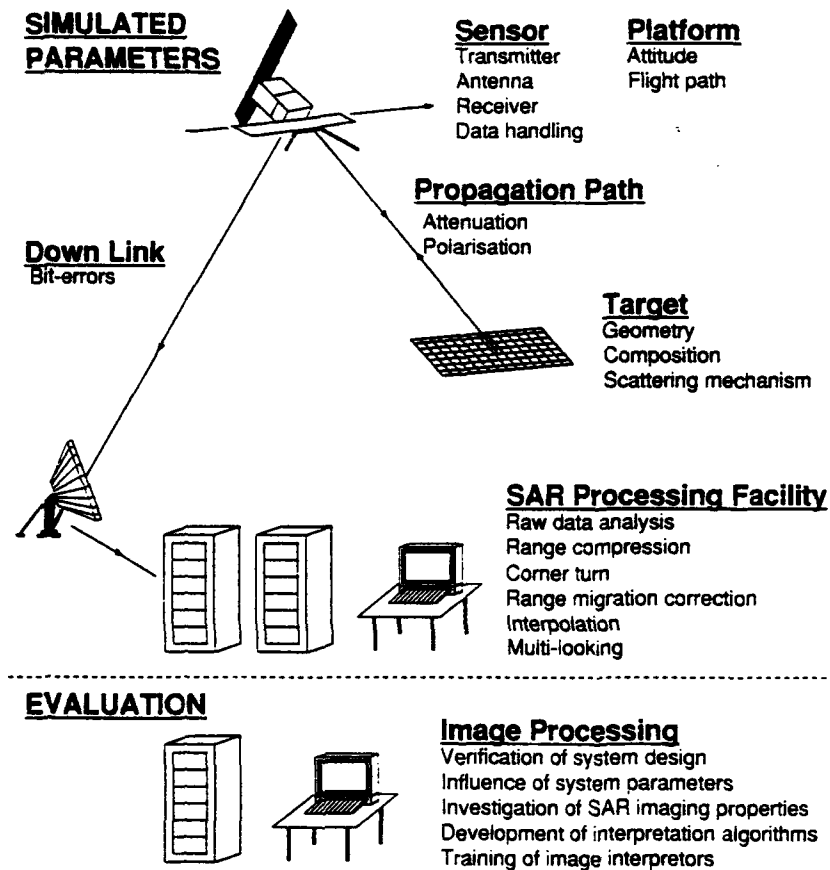 SIMULATED
PARAMETERS
Sensor
Transmitter
Antenna
Receiver
Data handling
Platform
Attitude
Flight path
Propagation Path
Attenuation
Polarisation
Down Link
Bit-errors
Target
Geometry
Composition
Scattering mechanism
SAR Processing Facility
Raw data analysis
Range compression
Corner turn
Range migration correction
Interpolation
Multi-looking
EVALUATION
Image Processing
Verification of system design
Influence of system parameters
Investigation of SAR imaging properties
Development of interpretation algorithms
Training of image interpretors